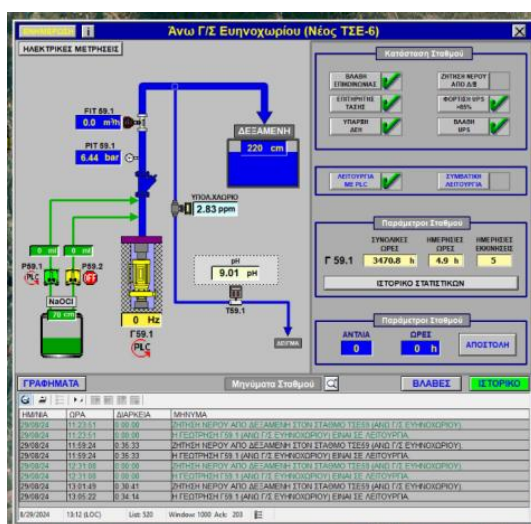 ΕΝΗΜΕΡΩΣΗ i Άνω Γ/Σ Ευηνοχωρίου (Νέος ΤΣΕ-6) X
ΗΛΕΚΤΡΙΚΕΣ ΜΕΤΡΗΣΕΙΣ
FIT 59.1
0.0 m³/h
PIT 59.1
6.44 bar
ΔΕΞΑΜΕΝΗ
220 cm
ΥΠΟΛ.ΧΛΩΡΙΟ
2.83 ppm
pH
9.01 pH
T59.1
ΔΕΙΓΜΑ
0 ml 0 ml
P59.1 P59.2
PLC OFF
NaOCl
76 cm
0 Hz
Γ59.1
PLC
Κατάσταση Σταθμού
ΒΛΑΒΗ ΕΠΙΚΟΙΝΩΝΙΑΣ
ΖΗΤΗΣΗ ΝΕΡΟΥ ΑΠΟ Δ/Ξ
ΕΠΙΤΗΡΗΤΗΣ ΤΑΣΗΣ
ΦΟΡΤΙΣΗ UPS >85%
ΥΠΑΡΞΗ ΔΕΗ
ΒΛΑΒΗ UPS
ΛΕΙΤΟΥΡΓΙΑ ΜΕ PLC
ΣΥΜΒΑΤΙΚΗ ΛΕΙΤΟΥΡΓΙΑ
Παράμετροι Σταθμού
ΣΥΝΟΛΙΚΕΣ ΩΡΕΣ ΗΜΕΡΗΣΙΕΣ ΩΡΕΣ ΗΜΕΡΗΣΙΕΣ ΕΚΚΙΝΗΣΕΙΣ
Γ 59.1 3470.8 h 4.9 h 5
ΙΣΤΟΡΙΚΟ ΣΤΑΤΙΣΤΙΚΩΝ
Παράμετροι Σταθμού
ΑΝΤΛΙΑ ΩΡΕΣ
0 0 h ΑΠΟΣΤΟΛΗ
ΓΡΑΦΗΜΑΤΑ Μηνύματα Σταθμού ΒΛΑΒΕΣ ΙΣΤΟΡΙΚΟ
ΗΜ/ΝΙΑ ΩΡΑ ΔΙΑΡΚΕΙΑ ΜΗΝΥΜΑ
29/08/24 11:23:51 0:00:00 ΖΗΤΗΣΗ ΝΕΡΟΥ ΑΠΟ ΔΕΞΑΜΕΝΗ ΣΤΟΝ ΣΤΑΘΜΟ ΤΣΕ59 (ΑΝΩ Γ/Σ ΕΥΗΝΟΧΩΡΙΟΥ).
29/08/24 11:23:51 0:00:00 Η ΓΕΩΤΡΗΣΗ Γ59.1 (ΑΝΩ Γ/Σ ΕΥΗΝΟΧΩΡΙΟΥ) ΕΙΝΑΙ ΣΕ ΛΕΙΤΟΥΡΓΙΑ.
29/08/24 11:59:24 0:35:33 ΖΗΤΗΣΗ ΝΕΡΟΥ ΑΠΟ ΔΕΞΑΜΕΝΗ ΣΤΟΝ ΣΤΑΘΜΟ ΤΣΕ59 (ΑΝΩ Γ/Σ ΕΥΗΝΟΧΩΡΙΟΥ).
29/08/24 11:59:24 0:35:33 Η ΓΕΩΤΡΗΣΗ Γ59.1 (ΑΝΩ Γ/Σ ΕΥΗΝΟΧΩΡΙΟΥ) ΕΙΝΑΙ ΣΕ ΛΕΙΤΟΥΡΓΙΑ.
29/08/24 12:31:08 0:00:00 ΖΗΤΗΣΗ ΝΕΡΟΥ ΑΠΟ ΔΕΞΑΜΕΝΗ ΣΤΟΝ ΣΤΑΘΜΟ ΤΣΕ59 (ΑΝΩ Γ/Σ ΕΥΗΝΟΧΩΡΙΟΥ).
29/08/24 12:31:08 0:00:00 Η ΓΕΩΤΡΗΣΗ Γ59.1 (ΑΝΩ Γ/Σ ΕΥΗΝΟΧΩΡΙΟΥ) ΕΙΝΑΙ ΣΕ ΛΕΙΤΟΥΡΓΙΑ.
29/08/24 13:01:49 0:30:41 ΖΗΤΗΣΗ ΝΕΡΟΥ ΑΠΟ ΔΕΞΑΜΕΝΗ ΣΤΟΝ ΣΤΑΘΜΟ ΤΣΕ59 (ΑΝΩ Γ/Σ ΕΥΗΝΟΧΩΡΙΟΥ).
29/08/24 13:05:22 0:34:14 Η ΓΕΩΤΡΗΣΗ Γ59.1 (ΑΝΩ Γ/Σ ΕΥΗΝΟΧΩΡΙΟΥ) ΕΙΝΑΙ ΣΕ ΛΕΙΤΟΥΡΓΙΑ.
8/29/2024 13:12 (LOC) List: 520 Window: 1000 Ack: 203